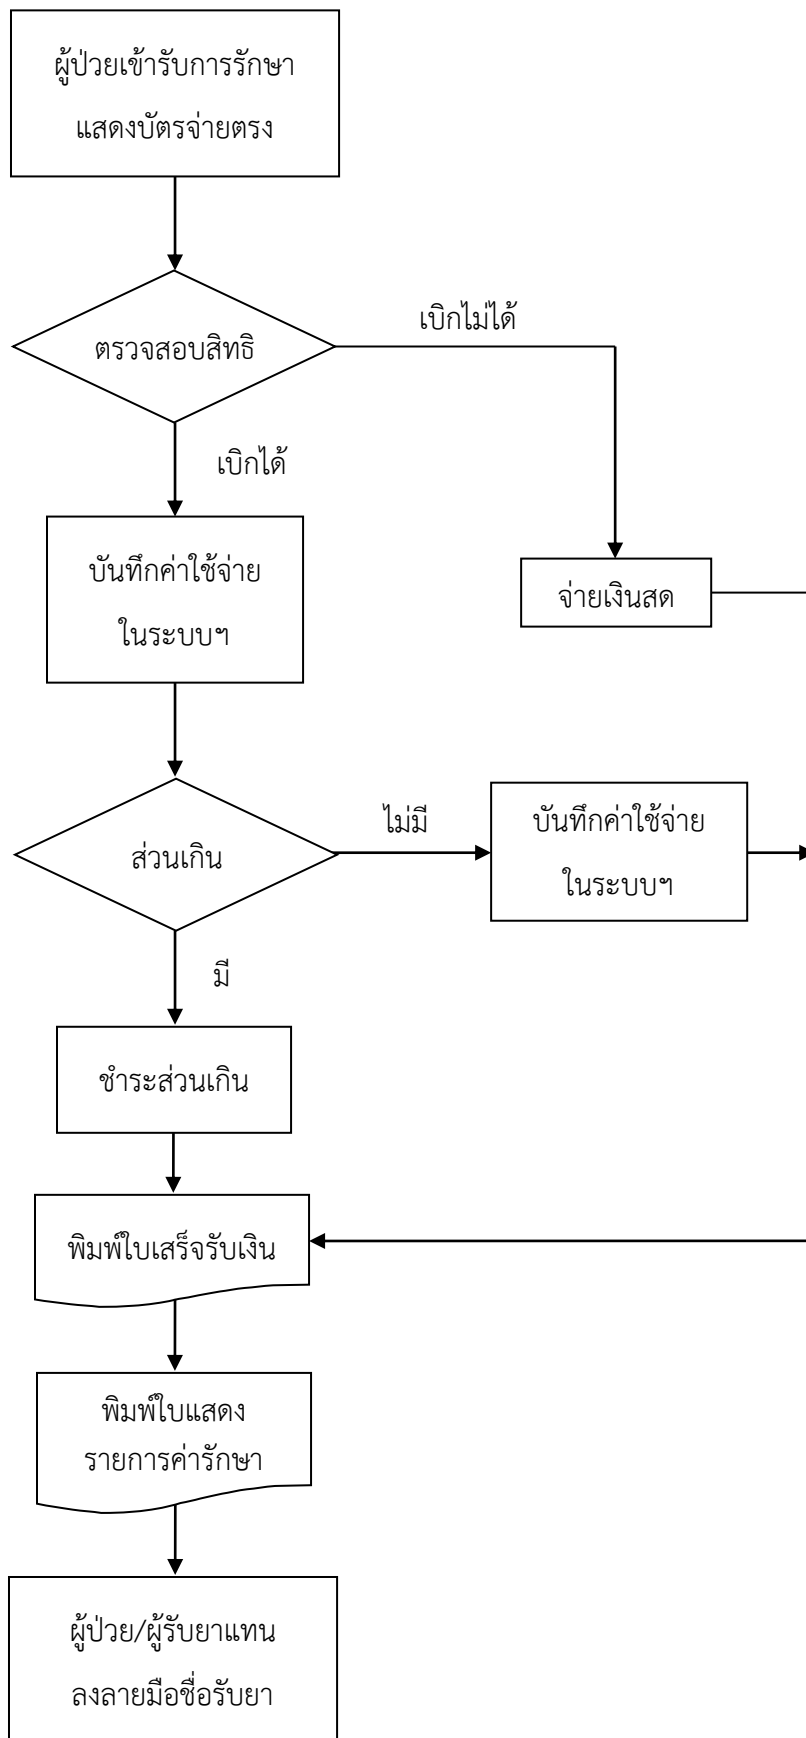 ผู้ป่วยเข้ารับการรักษา
แสดงบัตรจ่ายตรง
ตรวจสอบสิทธิ
เบิกไม่ได้
เบิกได้
บันทึกค่าใช้จ่าย
ในระบบฯ
จ่ายเงินสด
ส่วนเกิน
ไม่มี
บันทึกค่าใช้จ่าย
ในระบบฯ
มี
ชำระส่วนเกิน
พิมพ์ใบเสร็จรับเงิน
พิมพ์ใบแสดง
รายการค่ารักษา
ผู้ป่วย/ผู้รับยาแทน
ลงลายมือชื่อรับยา